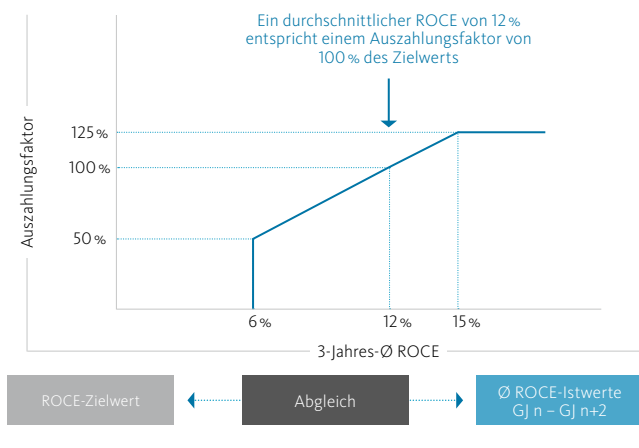 Ein durchschnittlicher ROCE von 12 %
entspricht einem Auszahlungsfaktor von
100 % des Zielwerts
Auszahlungsfaktor
125 %
100 %
50 %
6 %
12 %
15 %
3-Jahres-Ø ROCE
ROCE-Zielwert
Abgleich
Ø ROCE-Istwerte
GJ n – GJ n+2